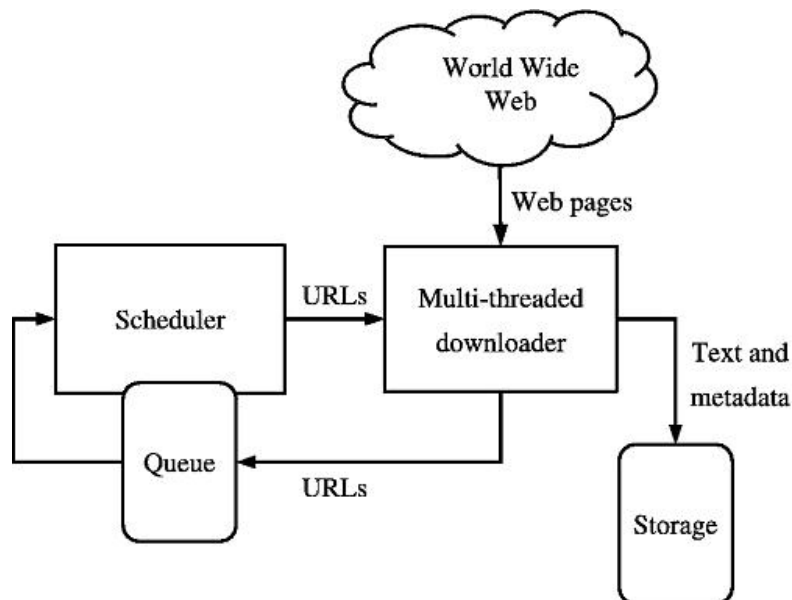 World Wide
Web
Web pages
Scheduler
URLs
Multi-threaded
downloader
Text and
metadata
Queue
URLs
Storage